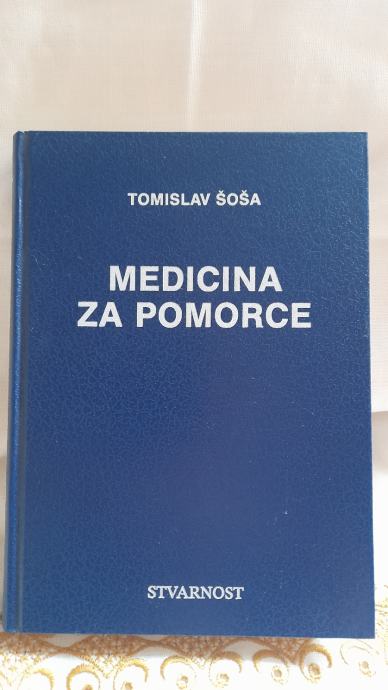 TOMISLAV ŠOŠA
MEDICINA
ZA POMORCE
STVARNOST